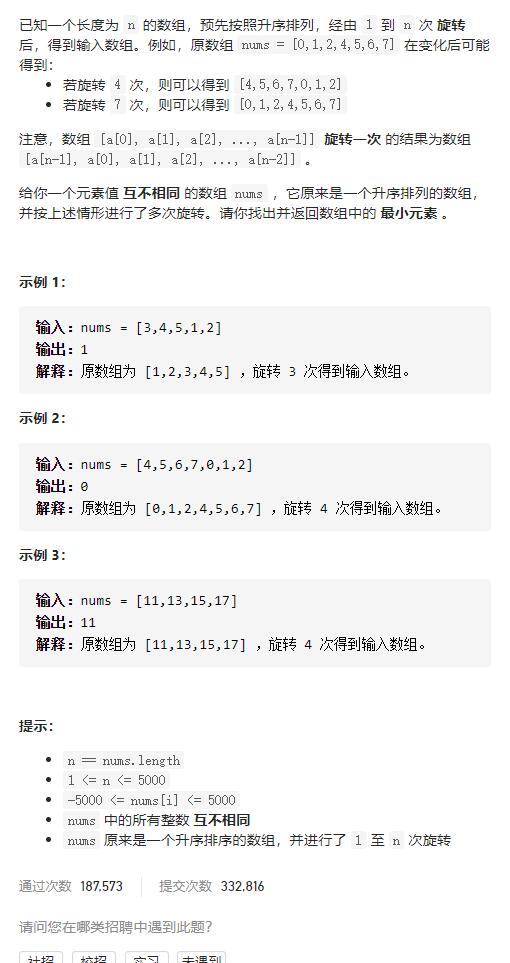 已知一个长度为 n 的数组，预先按照升序排列，经由 1 到 n 次 旋转
后，得到输入数组。例如，原数组 nums = [0,1,2,4,5,6,7] 在变化后可能
得到：
• 若旋转 4 次，则可以得到 [4,5,6,7,0,1,2]
• 若旋转 7 次，则可以得到 [0,1,2,4,5,6,7]
注意，数组 [a[0], a[1], a[2], ..., a[n-1]] 旋转一次 的结果为数组
[a[n-1], a[0], a[1], a[2], ..., a[n-2]] 。
给你一个元素值 互不相同 的数组 nums ，它原来是一个升序排列的数组，
并按上述情形进行了多次旋转。请你找出并返回数组中的 最小元素 。
示例 1：
输入：nums = [3,4,5,1,2]
输出：1
解释：原数组为 [1,2,3,4,5] ，旋转 3 次得到输入数组。
示例 2：
输入：nums = [4,5,6,7,0,1,2]
输出：0
解释：原数组为 [0,1,2,4,5,6,7] ，旋转 4 次得到输入数组。
示例 3：
输入：nums = [11,13,15,17]
输出：11
解释：原数组为 [11,13,15,17] ，旋转 4 次得到输入数组。
提示：
• n == nums.length
• 1 <= n <= 5000
• -5000 <= nums[i] <= 5000
• nums 中的所有整数 互不相同
• nums 原来是一个升序排序的数组，并进行了 1 至 n 次旋转
通过次数 187,573 提交次数 332,816
请问您在哪类招聘中遇到此题？
社招 校招 实习 未遇到